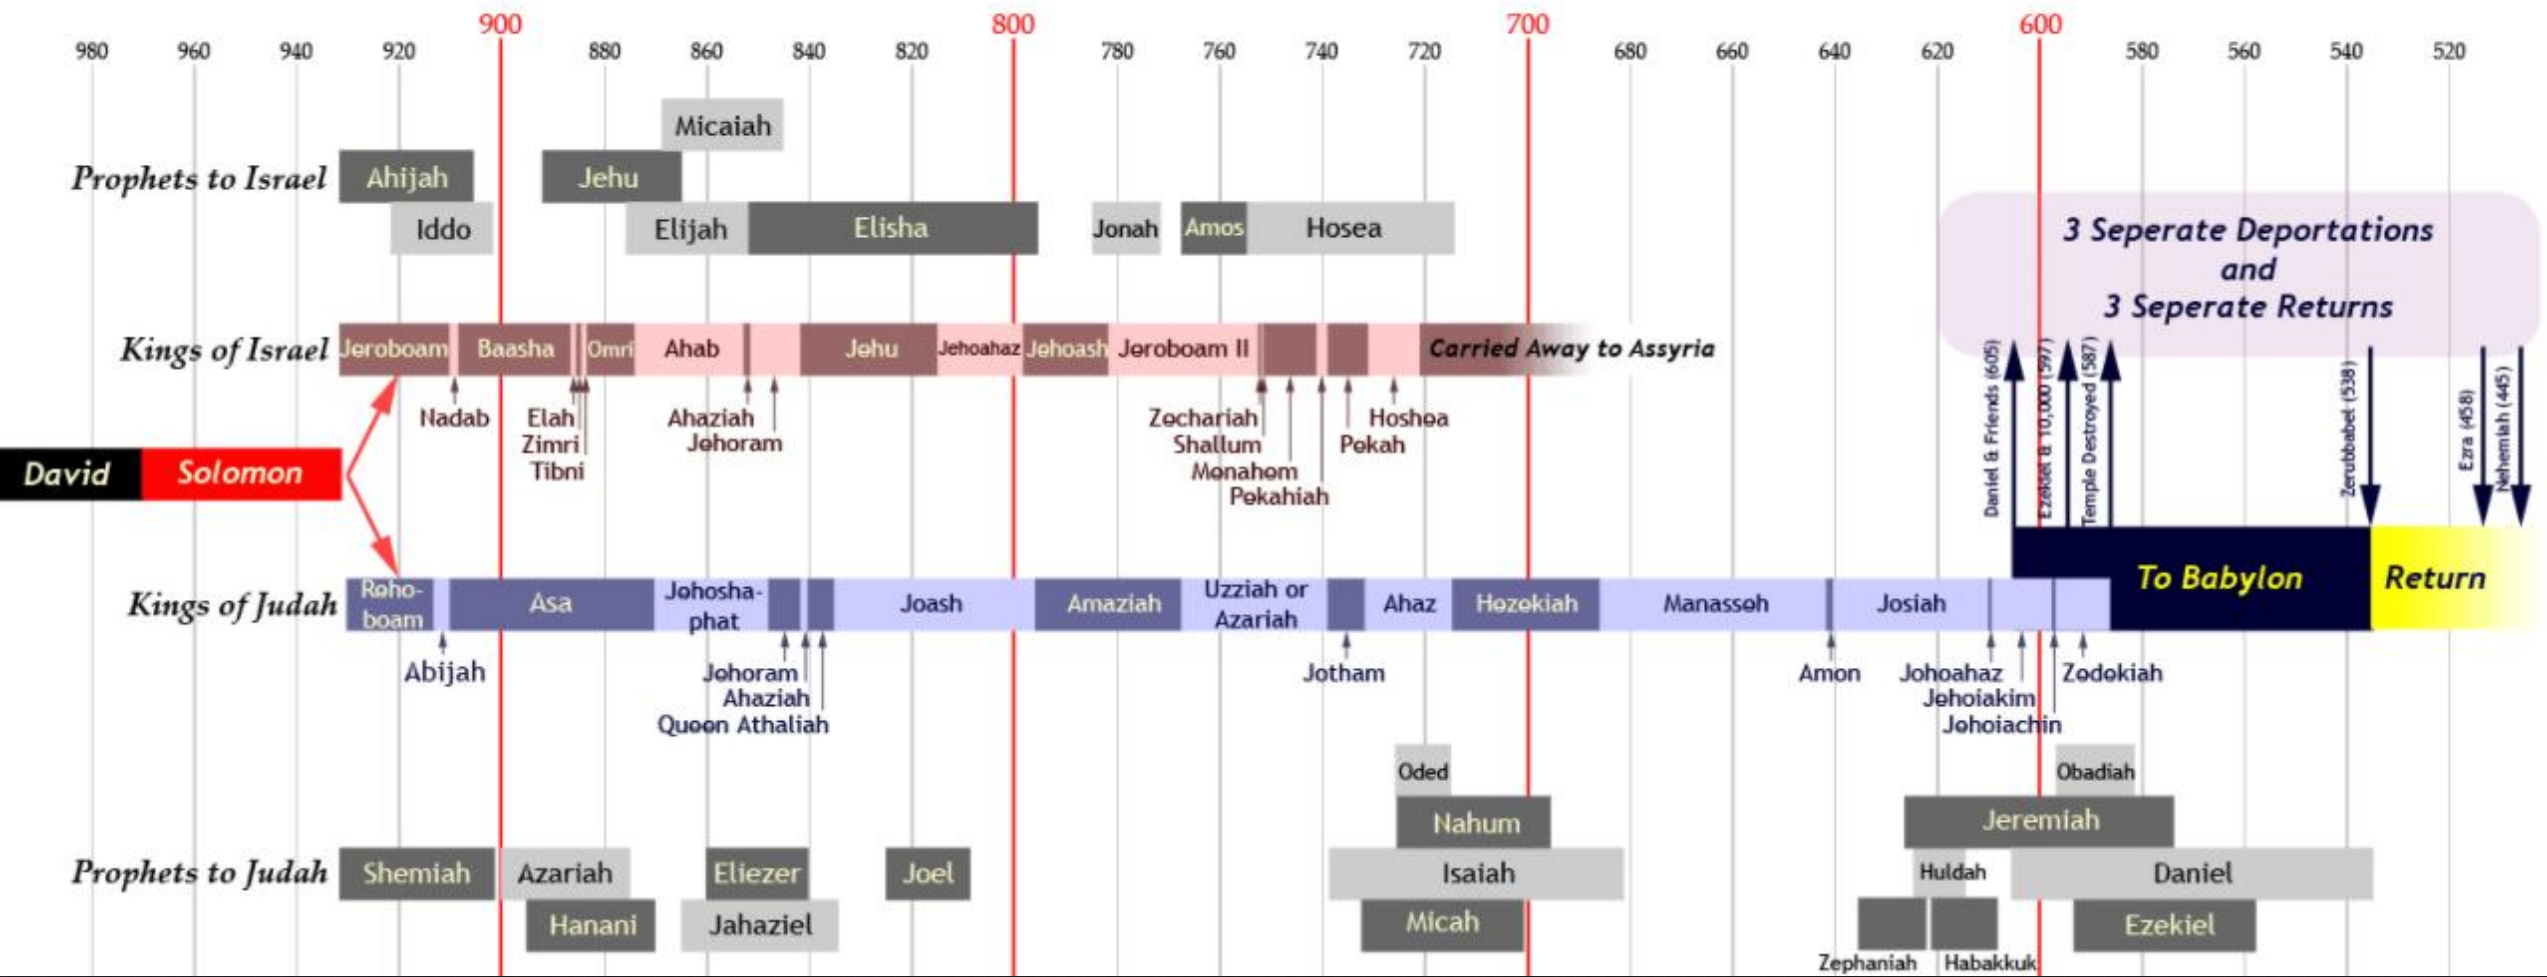 900 800 700 600
980 960 940 920 880 860 840 820 780 760 740 720 680 660 640 620 580 560 540 520
Micaiah
Prophets to Israel Ahijah Jehu
Iddo Elijah Elisha Jonah Amos Hosea
3 Seperate Deportations
and
3 Seperate Returns
Kings of Israel Jeroboam Baasha Omri Ahab Jehu Jehoahaz Jehoash Jeroboam II Carried Away to Assyria
Nadab Elah Ahaziah Zechariah Hoshea
Zimri Jehoram Shallum Pekah
Tibni Menahem
Pekahiah
Daniel & Friends (605)
Ezekiel & 10,000 (597)
Temple Destroyed (587)
Zerubbabel (538)
Ezra (458)
Nehemiah (445)
David Solomon
To Babylon Return
Kings of Judah Reho-
boam Asa Jehosha-
phat Joash Amaziah Uzziah or
Azariah Ahaz Hezekiah Manasseh Josiah
Abijah Jehoram Jotham Amon Jehoahaz Zedekiah
Ahaziah Jehoiakim
Queen Athaliah Jehoiachin
Oded Obadiah
Nahum Jeremiah
Prophets to Judah Shemiah Azariah Eliezer Joel Isaiah Huldah Daniel
Hanani Jahaziel Micah Ezekiel
Zephaniah Habakkuk